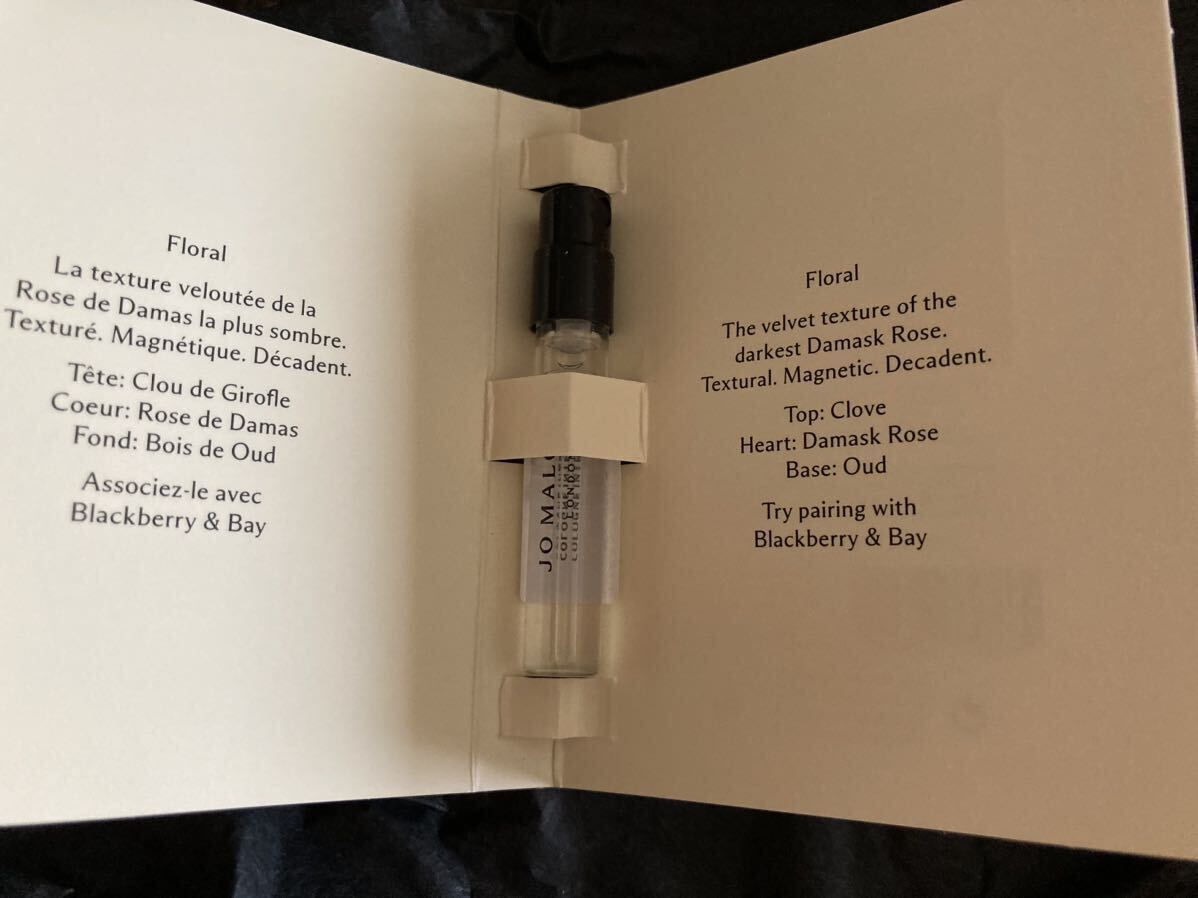 Floral
La texture veloutée de la
Rose de Damas la plus sombre.
Texturé. Magnétique. Décadent.
Tête: Clou de Girofle
Coeur: Rose de Damas
Fond: Bois de Oud
Associez-le avec
Blackberry & Bay
JO MALO
LONDON
Floral
The velvet texture of the
darkest Damask Rose.
Textural. Magnetic. Decadent.
Top: Clove
Heart: Damask Rose
Base: Oud
Try pairing with
Blackberry & Bay